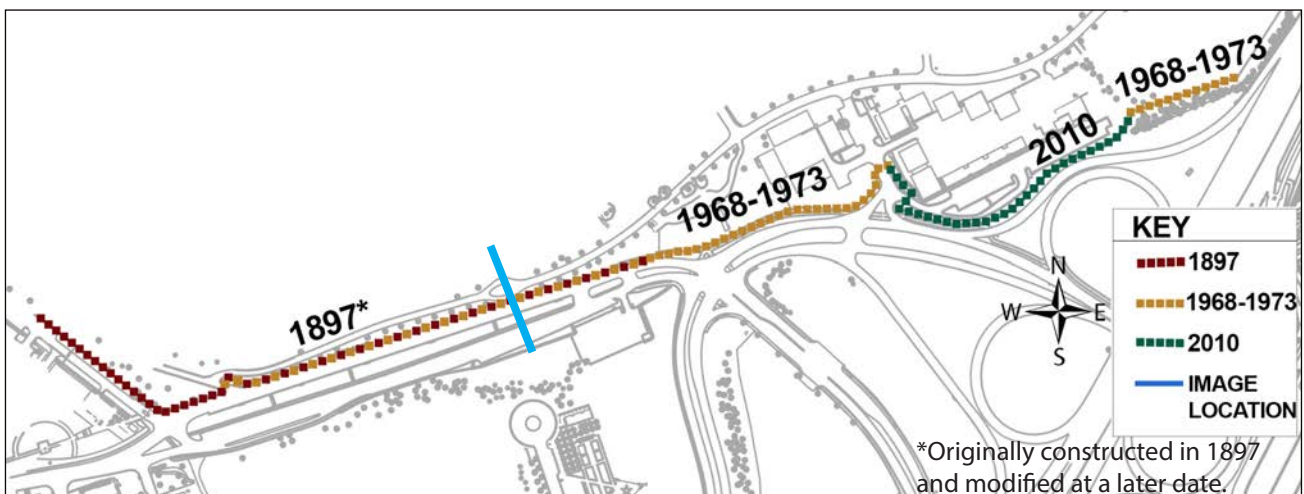 1968-1973
2010
1968-1973
1897*
KEY
1897
1968-1973
2010
IMAGE
LOCATION
N
W
E
S
*Originally constructed in 1897
and modified at a later date.